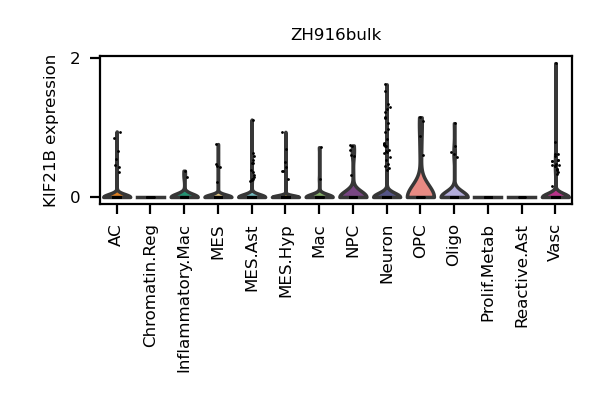 ZH916bulk
KIF21B expression
2
0
AC
Chromatin.Reg
Inflammatory.Mac
MES
MES.Ast
MES.Hyp
Mac
NPC
Neuron
OPC
Oligo
Prolif.Metab
Reactive.Ast
Vasc